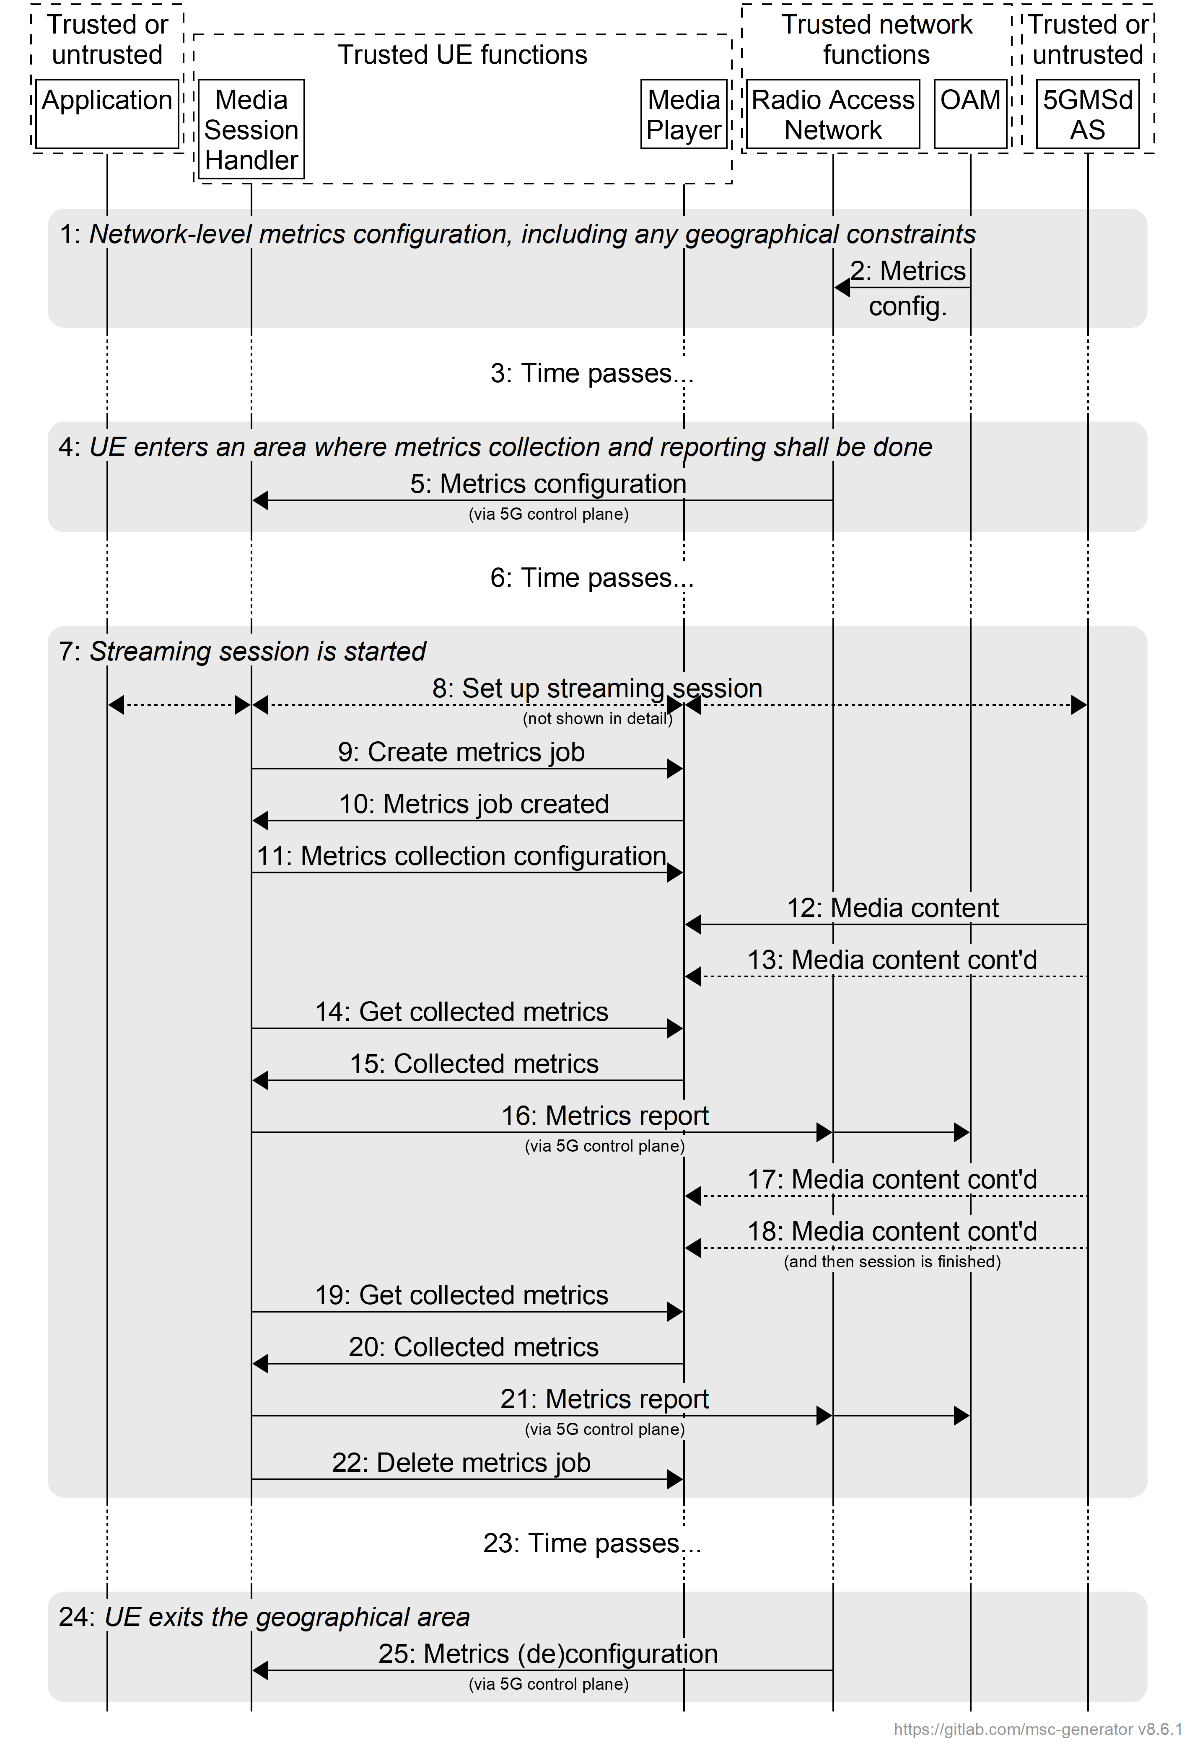 Trusted or
untrusted
Trusted UE functions
Trusted network
functions
Trusted or
untrusted
Application
Media
Session
Handler
Media
Player
Radio Access
Network
OAM
5GMSd
AS
1: Network-level metrics configuration, including any geographical constraints
2: Metrics
config.
3: Time passes...
4: UE enters an area where metrics collection and reporting shall be done
5: Metrics configuration
(via 5G control plane)
6: Time passes...
7: Streaming session is started
8: Set up streaming session
(not shown in detail)
9: Create metrics job
10: Metrics job created
11: Metrics collection configuration
12: Media content
13: Media content cont'd
14: Get collected metrics
15: Collected metrics
16: Metrics report
(via 5G control plane)
17: Media content cont'd
18: Media content cont'd
(and then session is finished)
19: Get collected metrics
20: Collected metrics
21: Metrics report
(via 5G control plane)
22: Delete metrics job
23: Time passes...
24: UE exits the geographical area
25: Metrics (de)configuration
(via 5G control plane)
https://gitlab.com/msc-generator v8.6.1